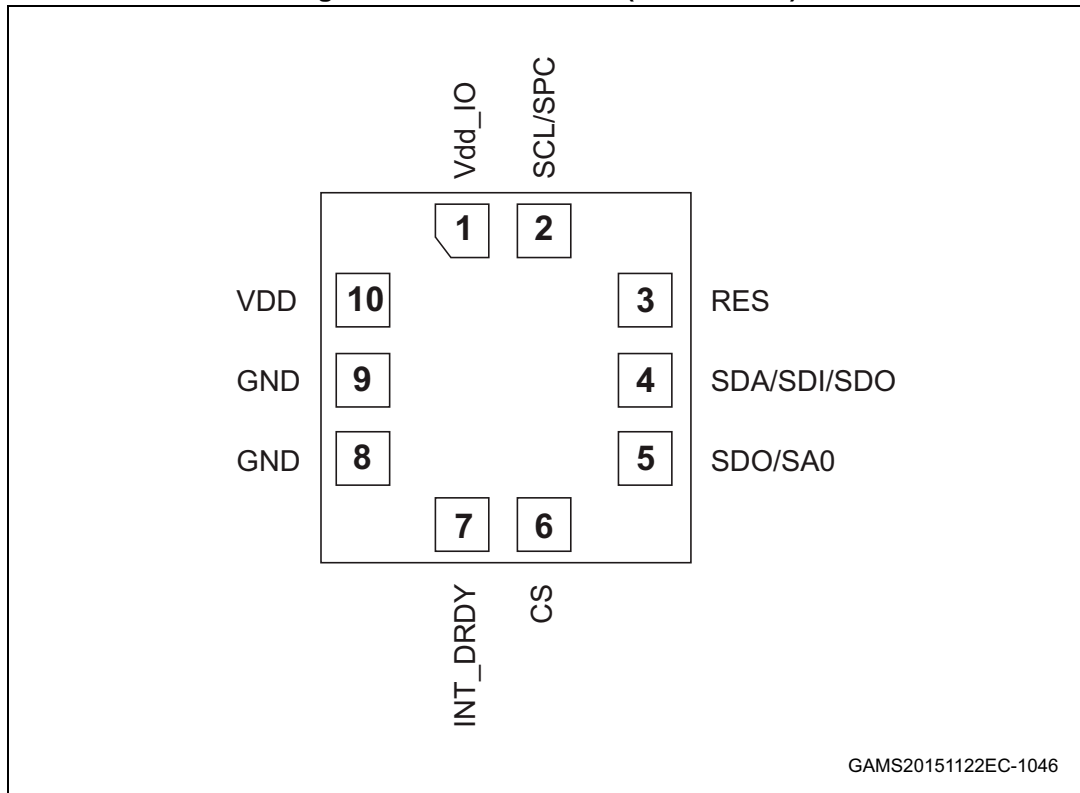 Vdd_IO
SCL/SPC
1
2
VDD
10
3
RES
GND
9
4
SDA/SDI/SDO
GND
8
5
SDO/SA0
7
6
INT_DRDY
CS
GAMS20151122EC-1046